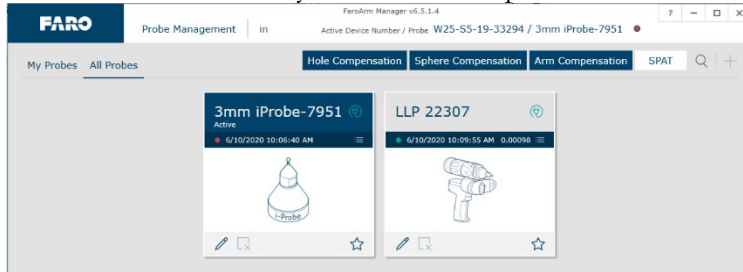 FaroArm Manager v6.5.1.4
? - □ X
FARO
Probe Management
in
Active Device Number / Probe W25-S5-19-33294 / 3mm iProbe-7951
My Probes All Probes
Hole Compensation Sphere Compensation Arm Compensation SPAT
3mm iProbe-7951
Active
6/10/2020 10:06:40 AM
i-Probe
LLP 22307
6/10/2020 10:09:55 AM 0.00098